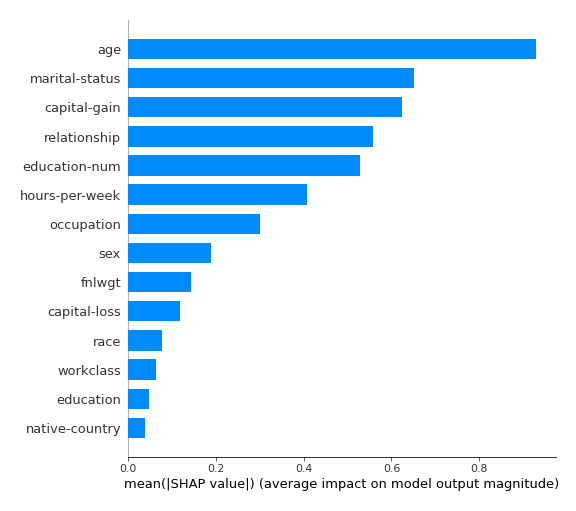 age
marital-status
capital-gain
relationship
education-num
hours-per-week
occupation
sex
fnlwgt
capital-loss
race
workclass
education
native-country
0.0 0.2 0.4 0.6 0.8
mean(|SHAP value|) (average impact on model output magnitude)